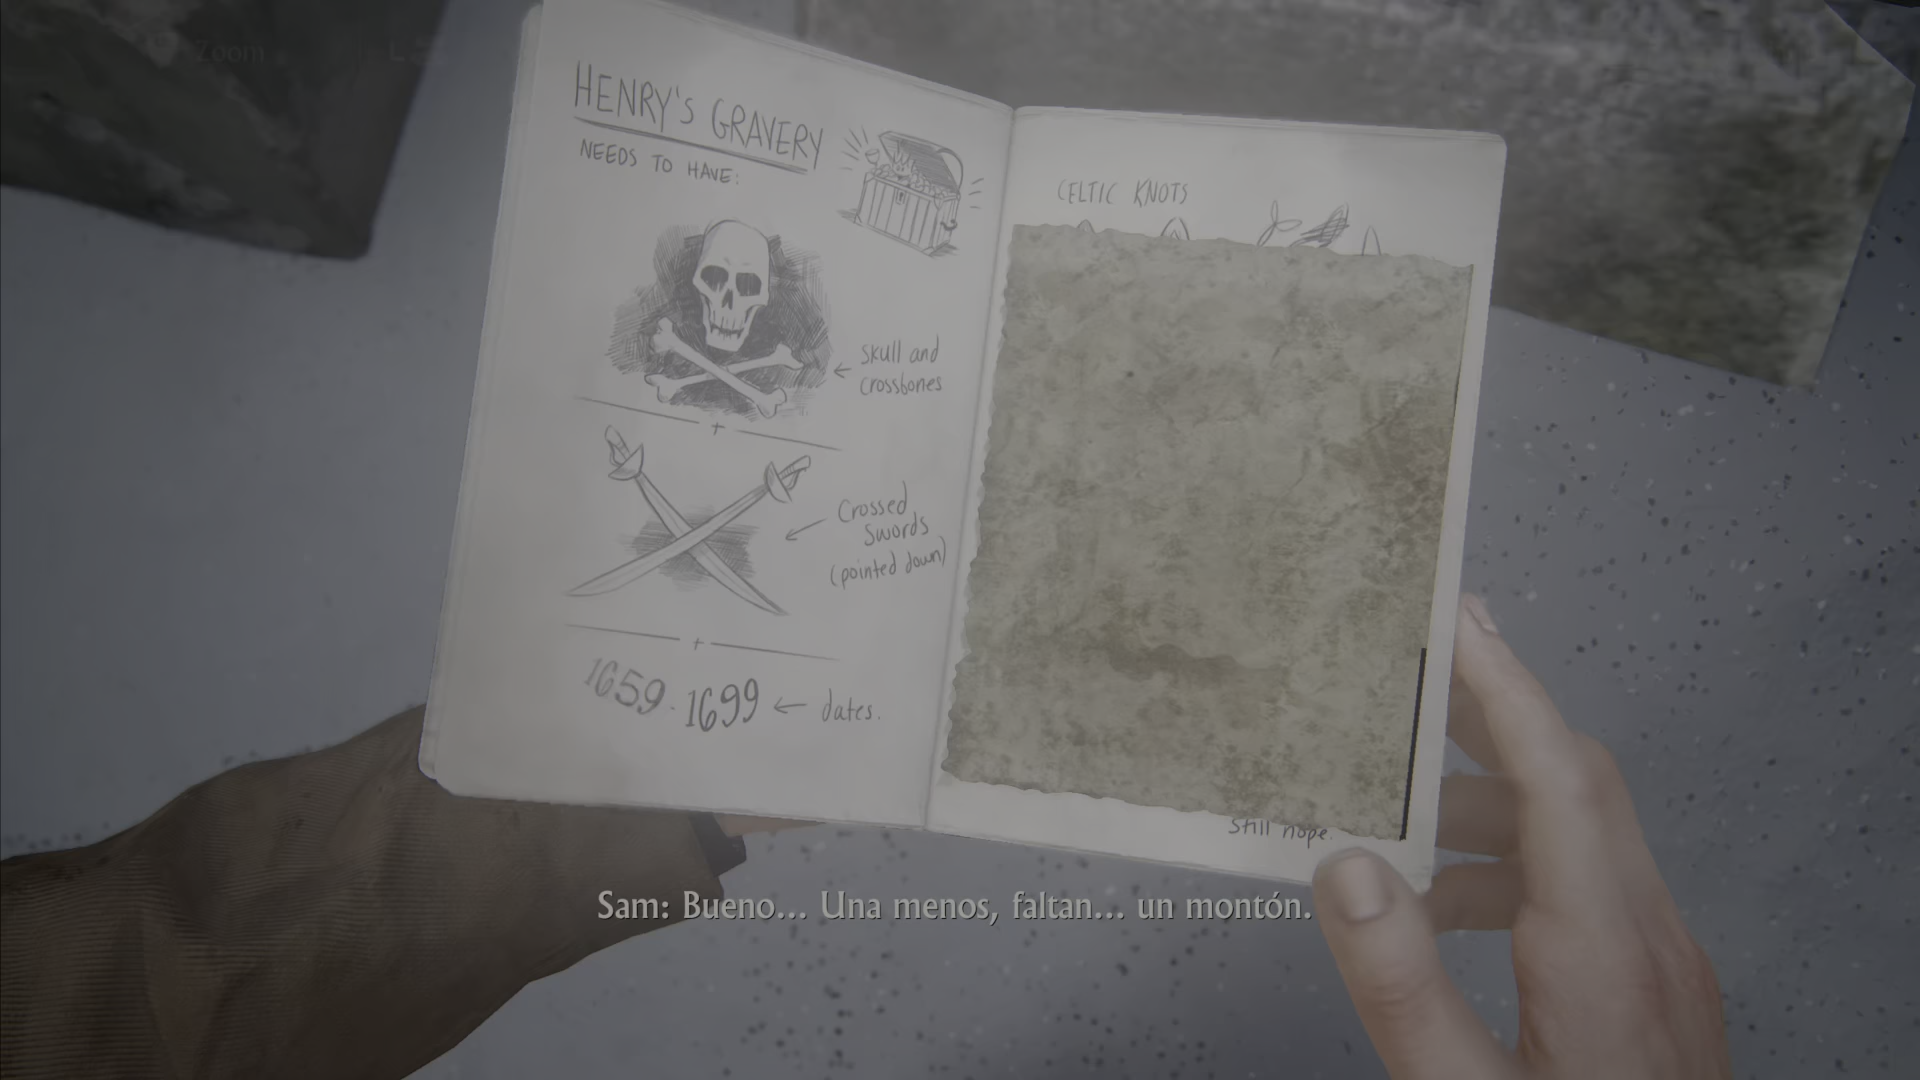 Zoom
HENRY'S GRAVERY
NEEDS TO HAVE:
Skull and
crossbones
+
Crossed
Swords
(pointed down)
+
1659 - 1699 ← dates.
CELTIC KNOTS
Still nope.
Sam: Bueno... Una menos, faltan... un montón.